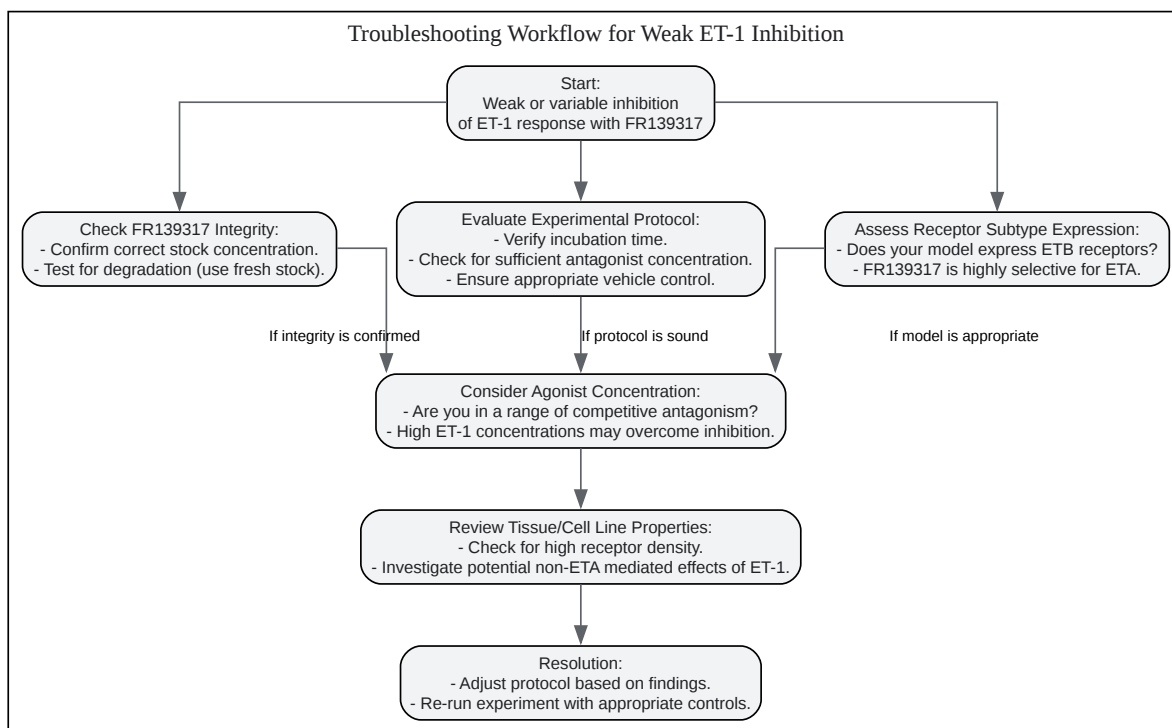 Troubleshooting Workflow for Weak ET-1 Inhibition
Start:
Weak or variable inhibition
of ET-1 response with FR139317
Check FR139317 Integrity:
- Confirm correct stock concentration.
- Test for degradation (use fresh stock).
Evaluate Experimental Protocol:
- Verify incubation time.
- Check for sufficient antagonist concentration.
- Ensure appropriate vehicle control.
Assess Receptor Subtype Expression:
- Does your model express ETB receptors?
- FR139317 is highly selective for ETA.
If integrity is confirmed
If protocol is sound
If model is appropriate
Consider Agonist Concentration:
- Are you in a range of competitive antagonism?
- High ET-1 concentrations may overcome inhibition.
Review Tissue/Cell Line Properties:
- Check for high receptor density.
- Investigate potential non-ETA mediated effects of ET-1.
Resolution:
- Adjust protocol based on findings.
- Re-run experiment with appropriate controls.